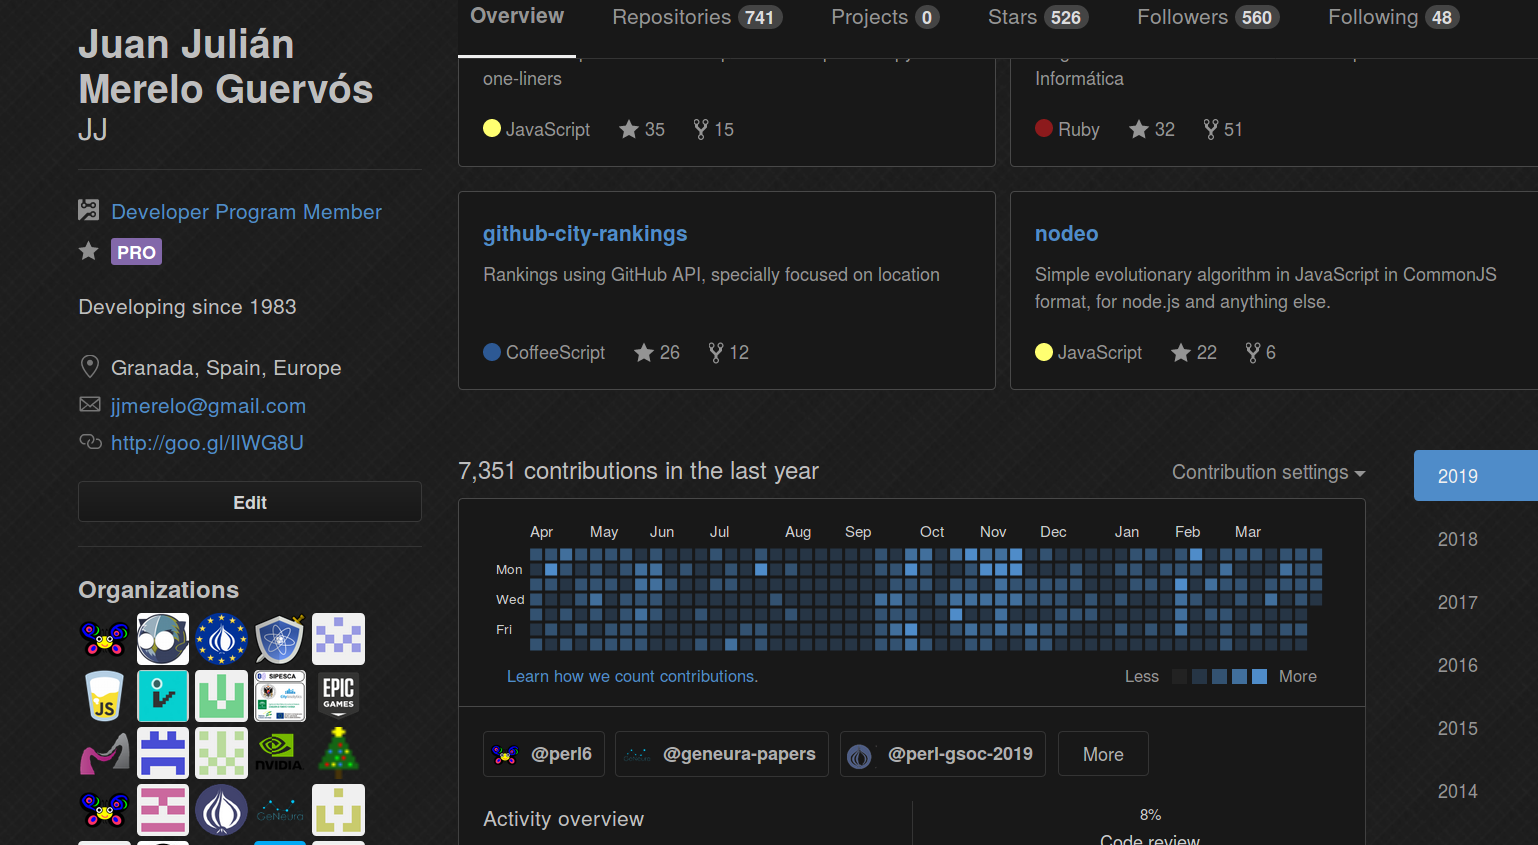 Juan Julián
Merelo Guervós
JJ
Developer Program Member
PRO
Developing since 1983
Granada, Spain, Europe
jjmerelo@gmail.com
http://goo.gl/IlWG8U
Edit
Organizations
JS
SIPESCA
EPIC
GAMES
NVIDIA
GeNeura
Overview
Repositories 741
Projects 0
Stars 526
Followers 560
Following 48
one-liners
JavaScript 35 15
Informática
Ruby 32 51
github-city-rankings
Rankings using GitHub API, specially focused on location
CoffeeScript 26 12
nodeo
Simple evolutionary algorithm in JavaScript in CommonJS
format, for node.js and anything else.
JavaScript 22 6
7,351 contributions in the last year
Contribution settings
Apr May Jun Jul Aug Sep Oct Nov Dec Jan Feb Mar
Mon
Wed
Fri
Learn how we count contributions.
Less More
@perl6
@geneura-papers
@perl-gsoc-2019
More
Activity overview
8%
Code review
2019
2018
2017
2016
2015
2014